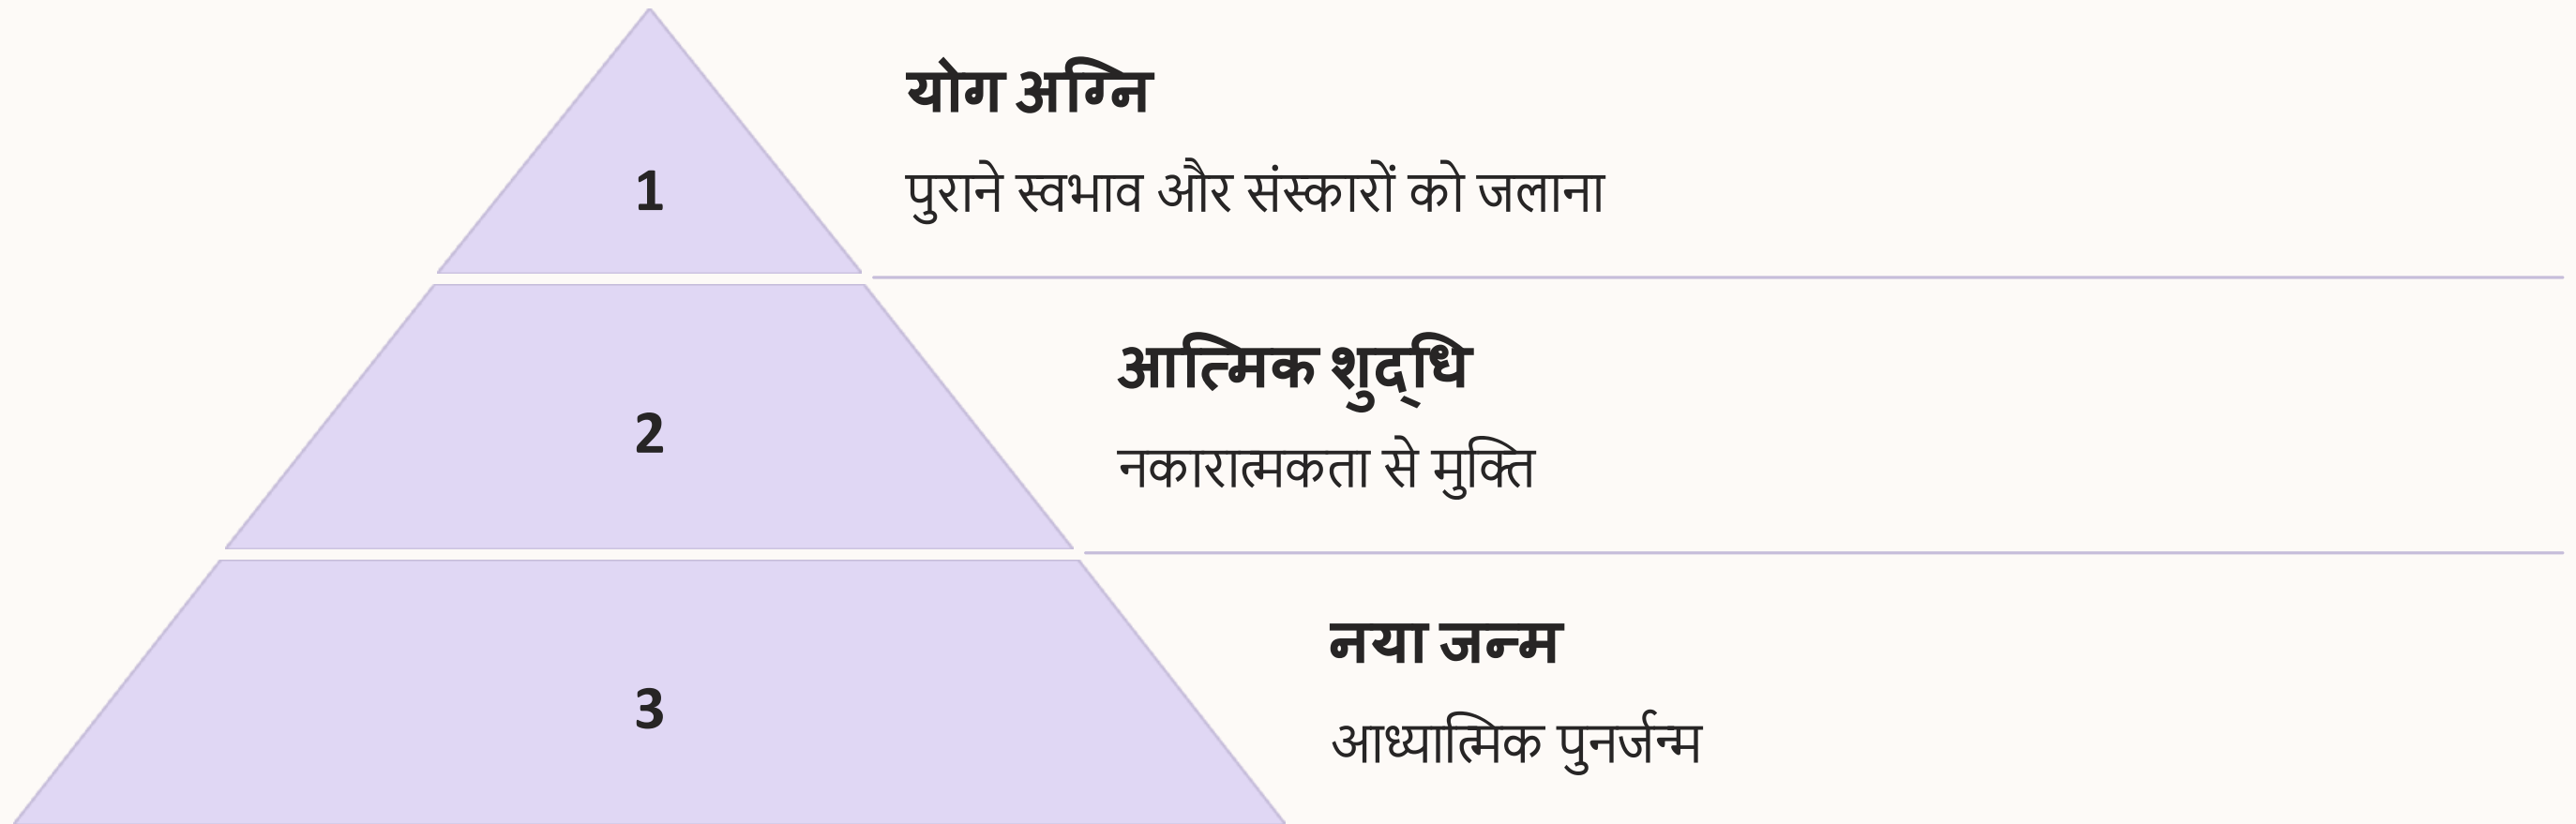 योग अग्नि
पुराने स्वभाव और संस्कारों को जलाना
1
आत्मिक शुद्धि
नकारात्मकता से मुक्ति
2
नया जन्म
आध्यात्मिक पुनर्जन्म
3